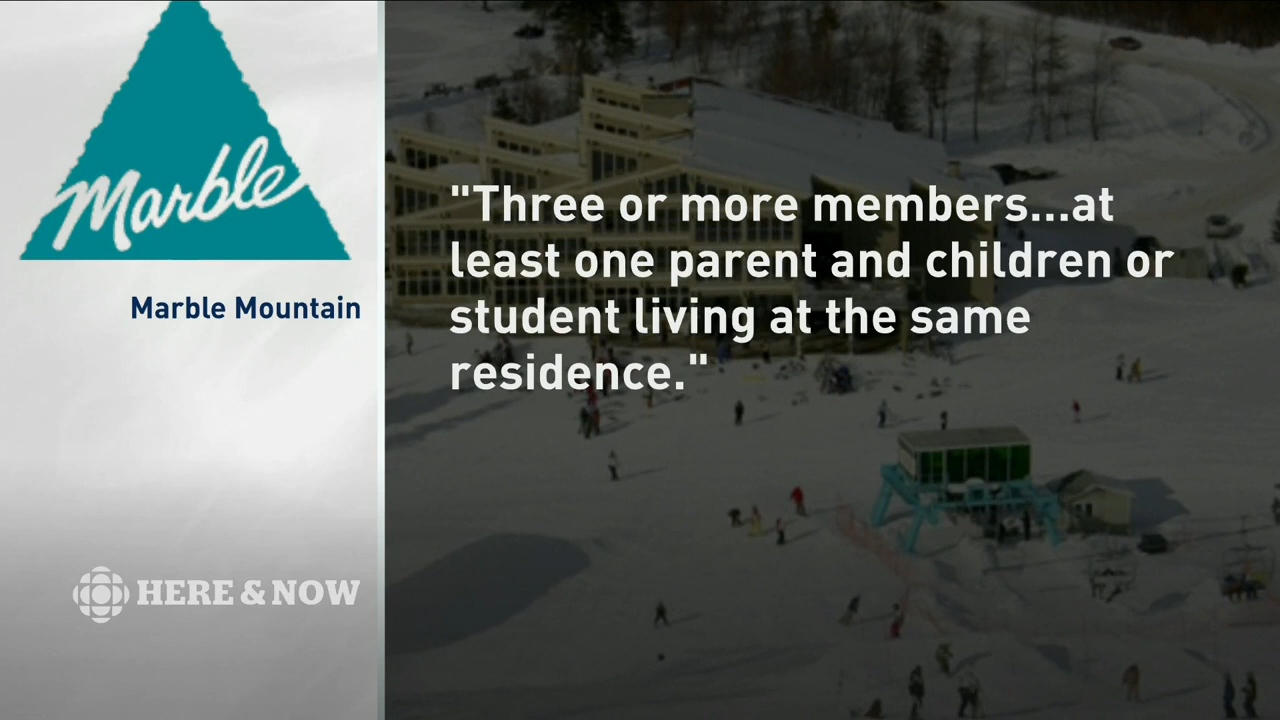 Marble
Marble Mountain
HERE & NOW
"Three or more members...at
least one parent and children or
student living at the same
residence."